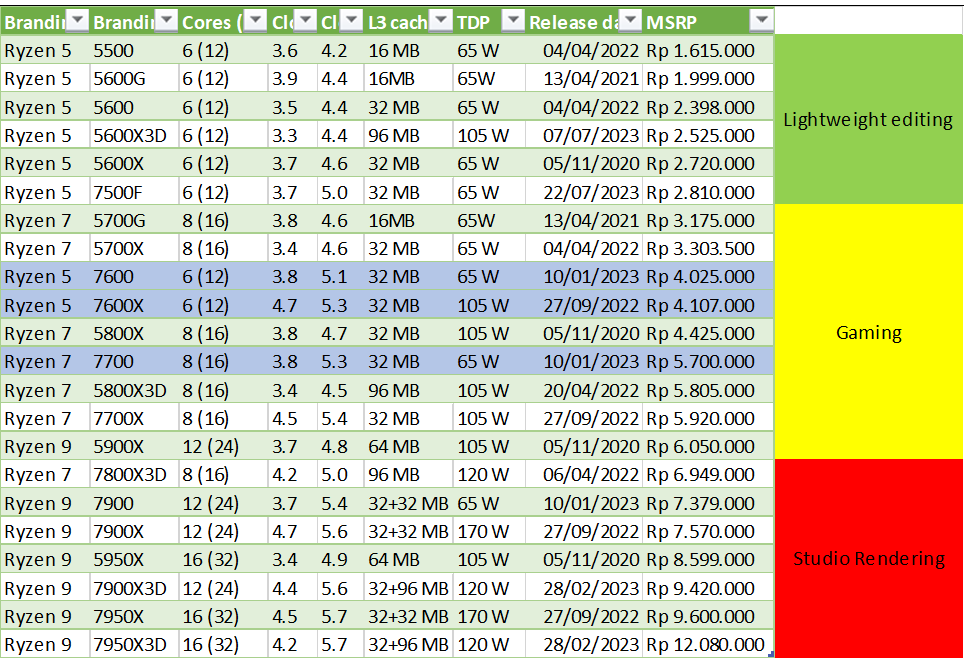 Brandin Brandin Cores ( Clo Cl L3 cach TDP Release da MSRP
Ryzen 5 5500 6 (12) 3.6 4.2 16 MB 65 W 04/04/2022 Rp 1.615.000
Ryzen 5 5600G 6 (12) 3.9 4.4 16MB 65W 13/04/2021 Rp 1.999.000
Ryzen 5 5600 6 (12) 3.5 4.4 32 MB 65 W 04/04/2022 Rp 2.398.000
Lightweight editing
Ryzen 5 5600X3D 6 (12) 3.3 4.4 96 MB 105 W 07/07/2023 Rp 2.525.000
Ryzen 5 5600X 6 (12) 3.7 4.6 32 MB 65 W 05/11/2020 Rp 2.720.000
Ryzen 5 7500F 6 (12) 3.7 5.0 32 MB 65 W 22/07/2023 Rp 2.810.000
Ryzen 7 5700G 8 (16) 3.8 4.6 16MB 65W 13/04/2021 Rp 3.175.000
Ryzen 7 5700X 8 (16) 3.4 4.6 32 MB 65 W 04/04/2022 Rp 3.303.500
Ryzen 5 7600 6 (12) 3.8 5.1 32 MB 65 W 10/01/2023 Rp 4.025.000
Ryzen 5 7600X 6 (12) 4.7 5.3 32 MB 105 W 27/09/2022 Rp 4.107.000
Ryzen 7 5800X 8 (16) 3.8 4.7 32 MB 105 W 05/11/2020 Rp 4.425.000
Gaming
Ryzen 7 7700 8 (16) 3.8 5.3 32 MB 65 W 10/01/2023 Rp 5.700.000
Ryzen 7 5800X3D 8 (16) 3.4 4.5 96 MB 105 W 20/04/2022 Rp 5.805.000
Ryzen 7 7700X 8 (16) 4.5 5.4 32 MB 105 W 27/09/2022 Rp 5.920.000
Ryzen 9 5900X 12 (24) 3.7 4.8 64 MB 105 W 05/11/2020 Rp 6.050.000
Ryzen 7 7800X3D 8 (16) 4.2 5.0 96 MB 120 W 06/04/2022 Rp 6.949.000
Ryzen 9 7900 12 (24) 3.7 5.4 32+32 MB 65 W 10/01/2023 Rp 7.379.000
Ryzen 9 7900X 12 (24) 4.7 5.6 32+32 MB 170 W 27/09/2022 Rp 7.570.000
Ryzen 9 5950X 16 (32) 3.4 4.9 64 MB 105 W 05/11/2020 Rp 8.599.000
Studio Rendering
Ryzen 9 7900X3D 12 (24) 4.4 5.6 32+96 MB 120 W 28/02/2023 Rp 9.420.000
Ryzen 9 7950X 16 (32) 4.5 5.7 32+32 MB 170 W 27/09/2022 Rp 9.600.000
Ryzen 9 7950X3D 16 (32) 4.2 5.7 32+96 MB 120 W 28/02/2023 Rp 12.080.000